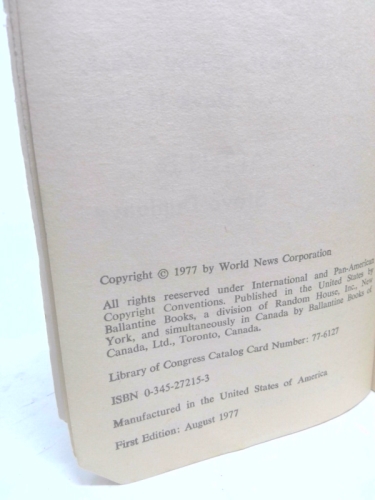 Copyright © 1977 by World News Corporation
All rights reeserved under International and Pan-American
Copyright Conventions. Published in the United States by
Ballantine Books, a division of Random House, Inc., New
York, and simultaneously in Canada by Ballantine Books of
Canada, Ltd., Toronto, Canada.
Library of Congress Catalog Card Number: 77-6127
ISBN 0-345-27215-3
Manufactured in the United States of America
First Edition: August 1977